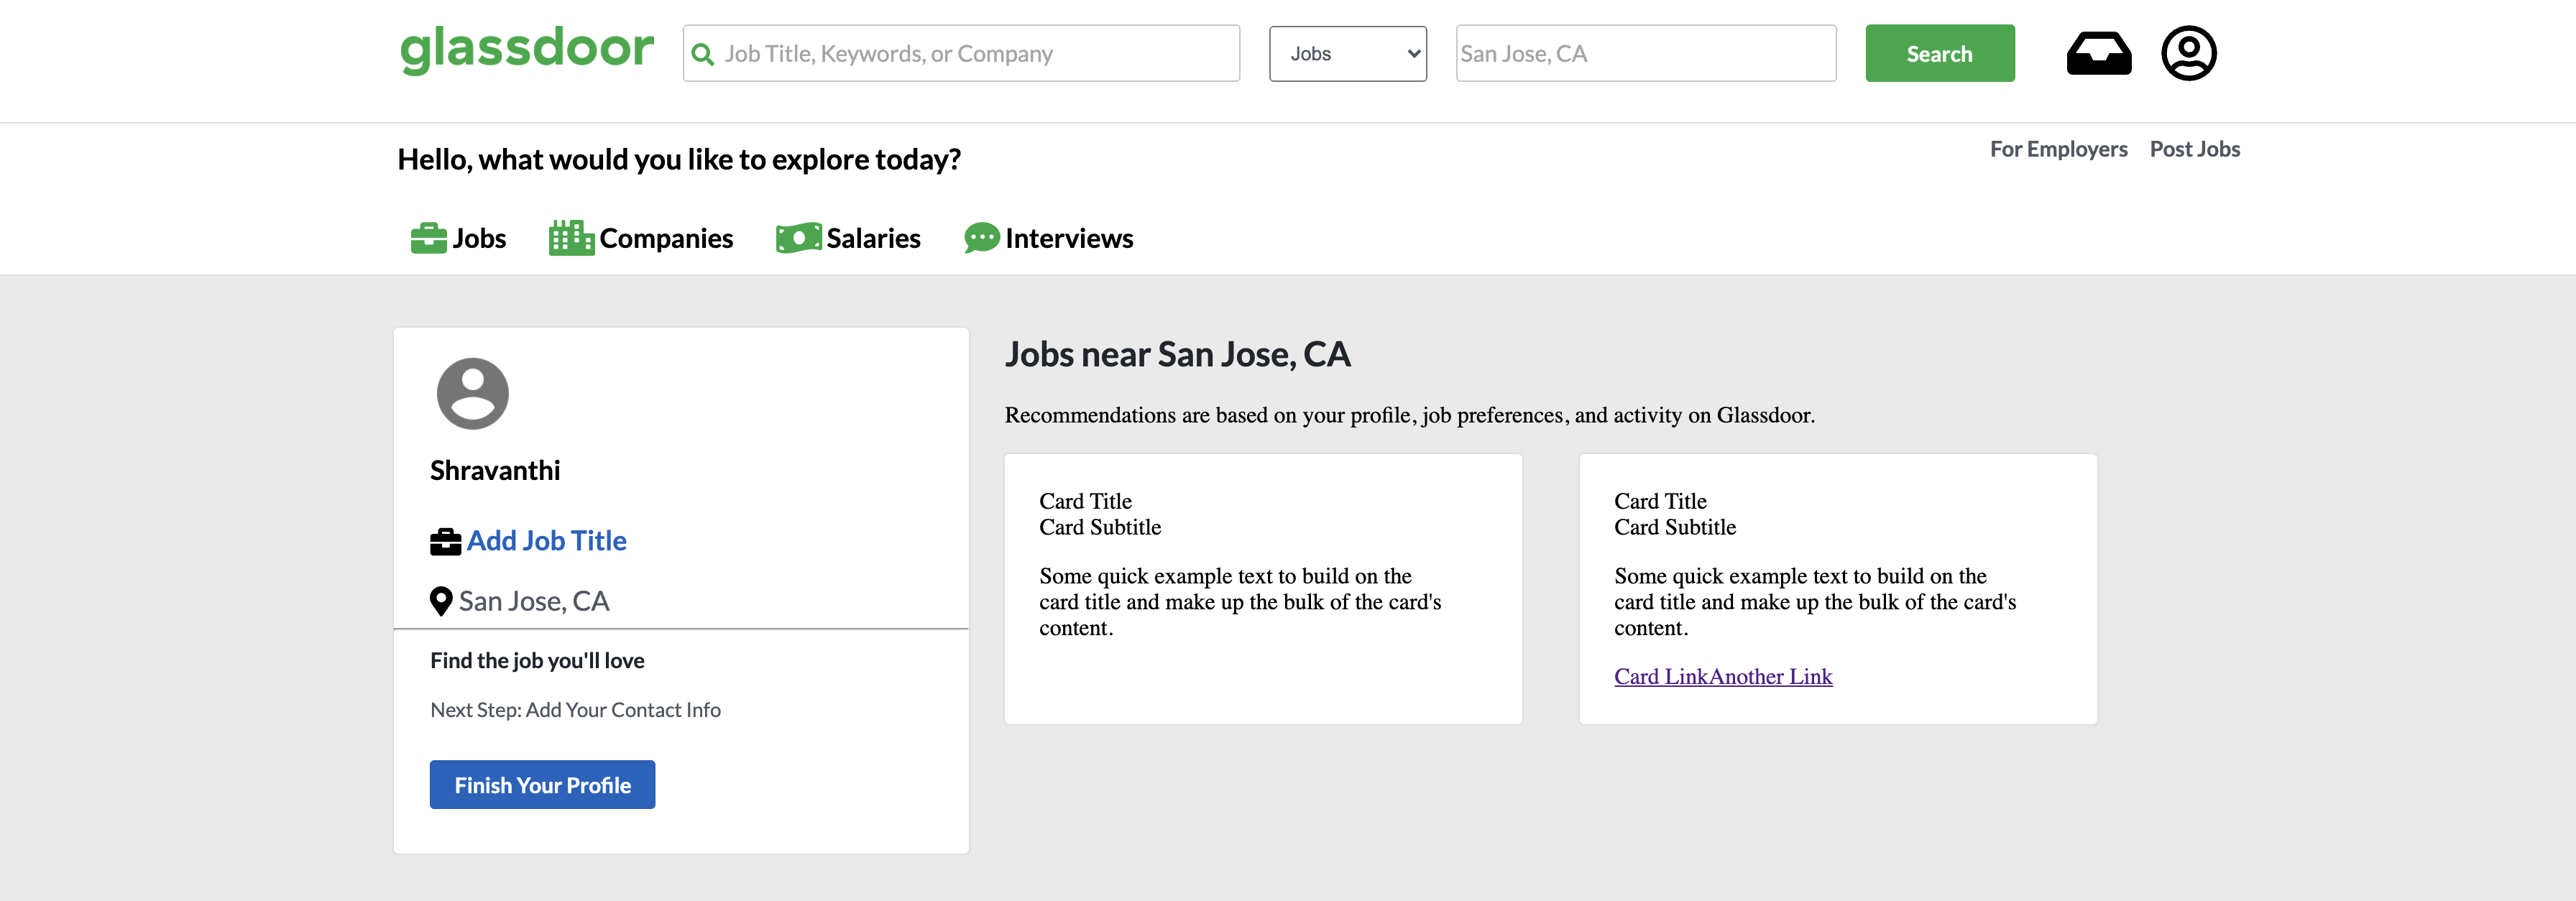 glassdoor
Job Title, Keywords, or Company
Jobs
San Jose, CA
Search
Hello, what would you like to explore today?
For Employers
Post Jobs
Jobs
Companies
Salaries
Interviews
Shravanthi
Add Job Title
San Jose, CA
Find the job you'll love
Next Step: Add Your Contact Info
Finish Your Profile
Jobs near San Jose, CA
Recommendations are based on your profile, job preferences, and activity on Glassdoor.
Card Title
Card Subtitle
Some quick example text to build on the
card title and make up the bulk of the card's
content.
Card Title
Card Subtitle
Some quick example text to build on the
card title and make up the bulk of the card's
content.
Card LinkAnother Link